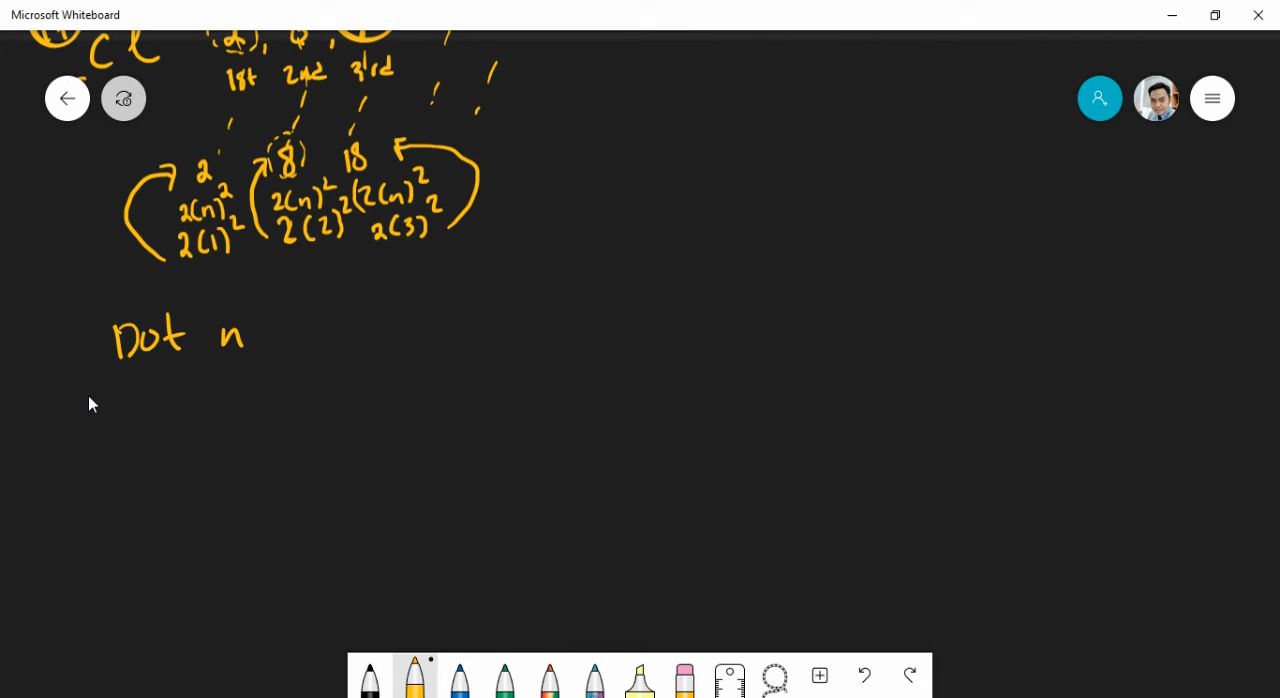 Microsoft Whiteboard
Cl
1st 2nd 3rd
2 (8) 18
2(n)² 2(n)² 2(n)²
2(1)² 2(2)² 2(3)²
Dot n